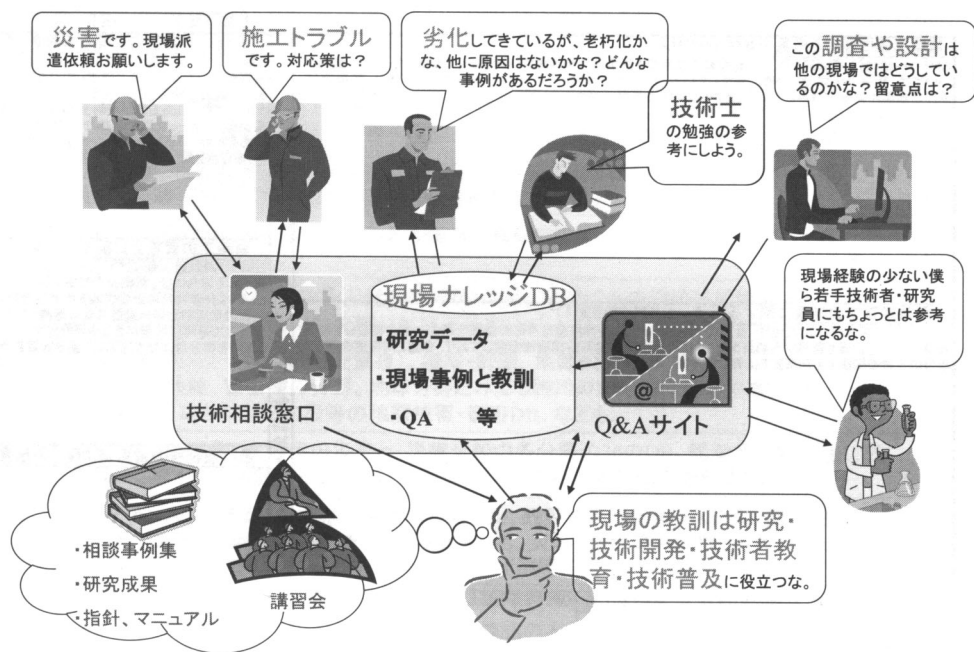 災害です。現場派
遣依頼お願いします。
施工トラブル
です。対応策は？
劣化してきているが、老朽化か
な、他に原因はないかな？どんな
事例があるだろうか？
技術士
の勉強の参
考にしよう。
この調査や設計は
他の現場ではどうしてい
るのかな？留意点は？
現場ナレッジDB
・研究データ
・現場事例と教訓
・QA 等
技術相談窓口
@
Q&Aサイト
現場経験の少ない僕
ら若手技術者・研究
員にもちょっとは参考
になるな。
・相談事例集
・研究成果
・指針、マニュアル
講習会
現場の教訓は研究・
技術開発・技術者教
育・技術普及に役立つな。